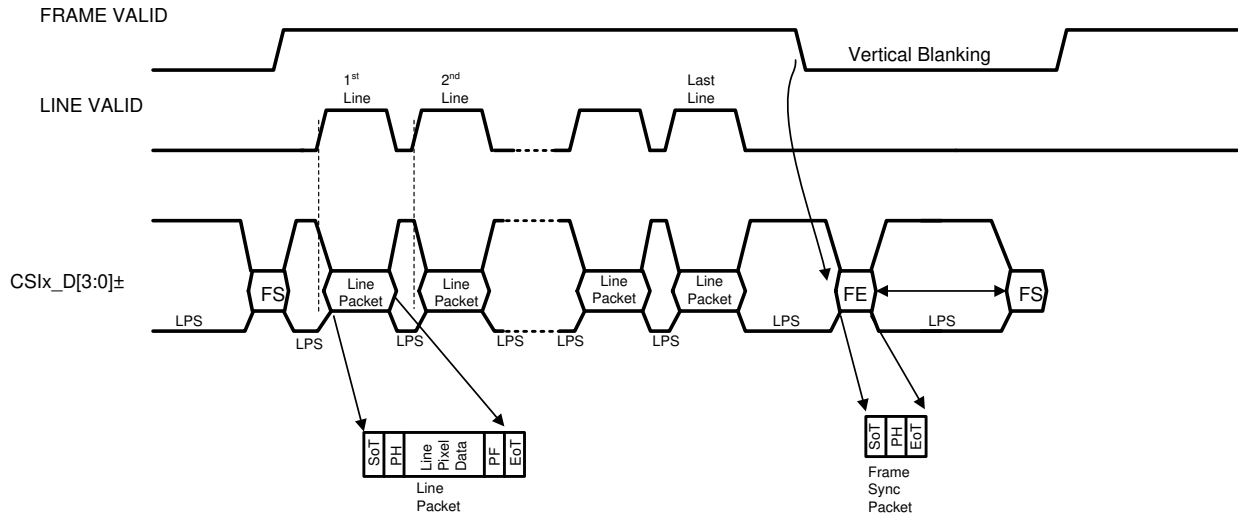 FRAME VALID
Vertical Blanking
LINE VALID
1st
Line
2nd
Line
Last
Line
CSIx_D[3:0]±
LPS
FS
LPS
Line
Packet
LPS
Line
Packet
LPS
LPS
Line
Packet
LPS
Line
Packet
LPS
FE
LPS
FS
SoT
PH
Line
Pixel
Data
PF
EoT
Line
Packet
SoT
PH
EoT
Frame
Sync
Packet